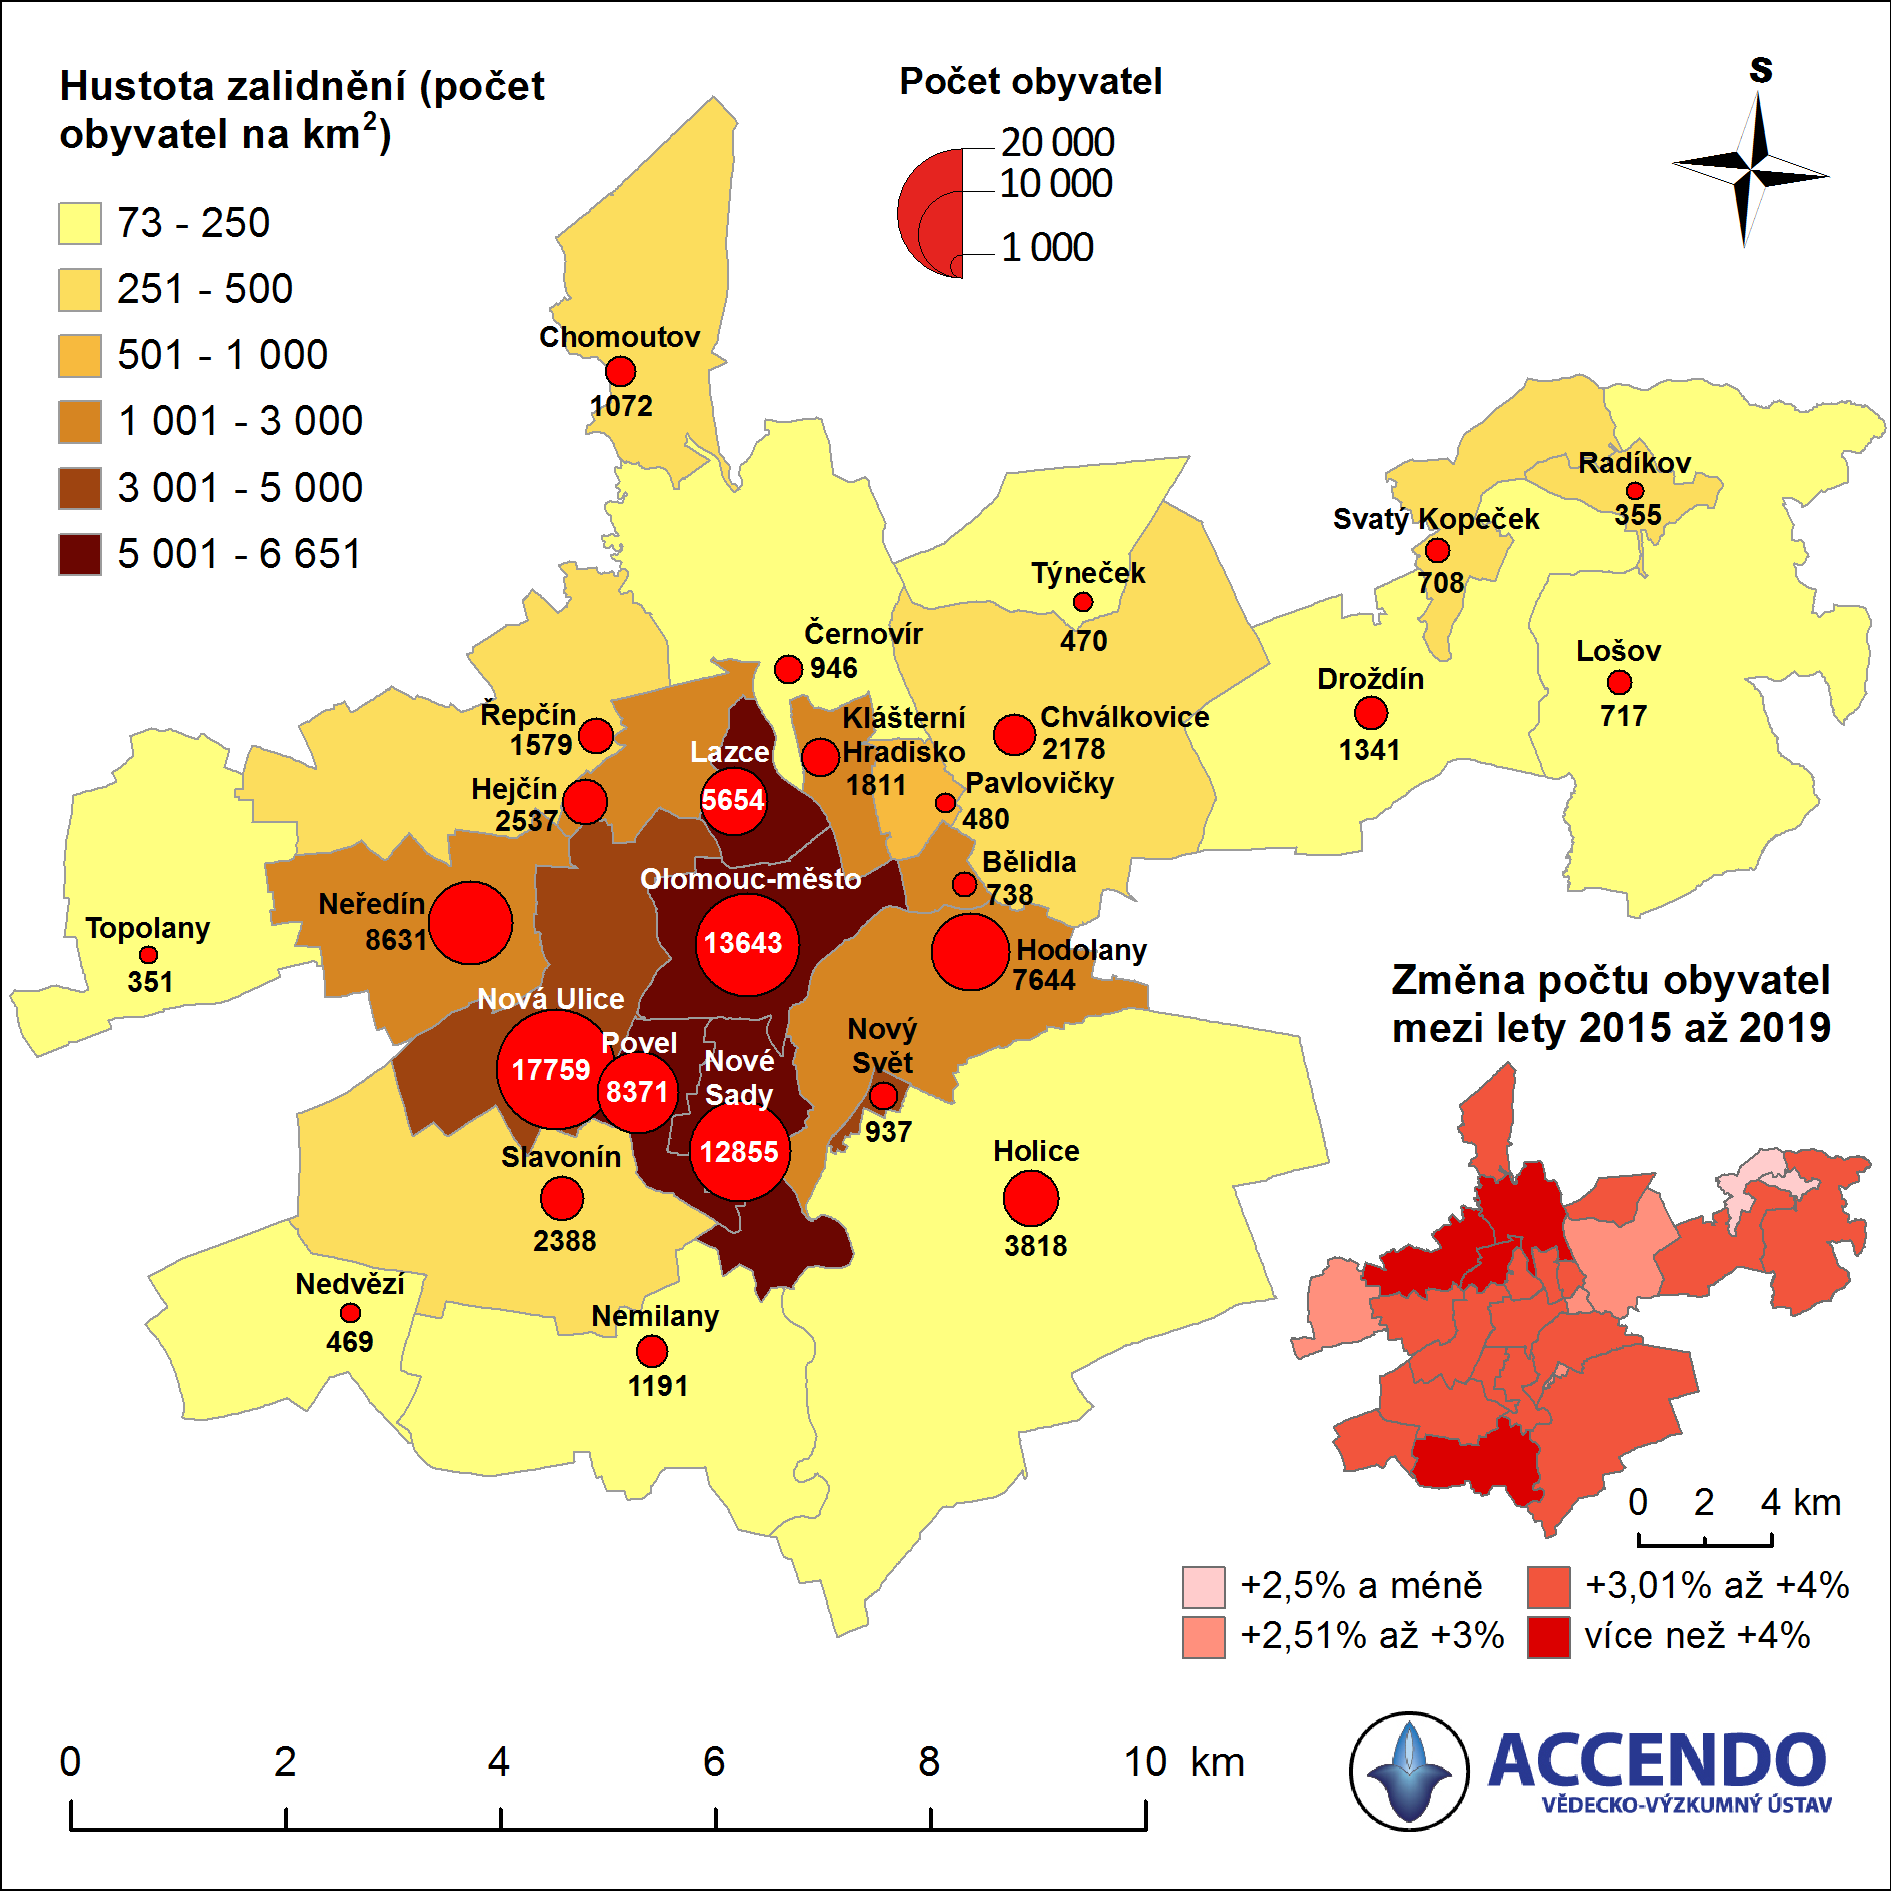 Hustota zalidnění (počet
obyvatel na km²)
73 - 250
251 - 500
501 - 1 000
1 001 - 3 000
3 001 - 5 000
5 001 - 6 651
Počet obyvatel
20 000
10 000
1 000
S
Chomoutov
1072
Radíkov
355
Svatý Kopeček
708
Týneček
470
Černovír
946
Lošov
717
Droždín
1341
Řepčín
1579
Klášterní
Hradisko
1811
Chválkovice
2178
Lazce
5654
Hejčín
2537
Pavlovičky
480
Bělidla
738
Olomouc-město
13643
Neředín
8631
Topolany
351
Hodolany
7644
Nová Ulice
17759
Povel
8371
Nové
Sady
12855
Nový
Svět
937
Holice
3818
Slavonín
2388
Nedvězí
469
Nemilany
1191
Změna počtu obyvatel
mezi lety 2015 až 2019
0 2 4 km
+2,5% a méně
+2,51% až +3%
+3,01% až +4%
více než +4%
0 2 4 6 8 10 km
ACCENDO
VĚDECKO-VÝZKUMNÝ ÚSTAV